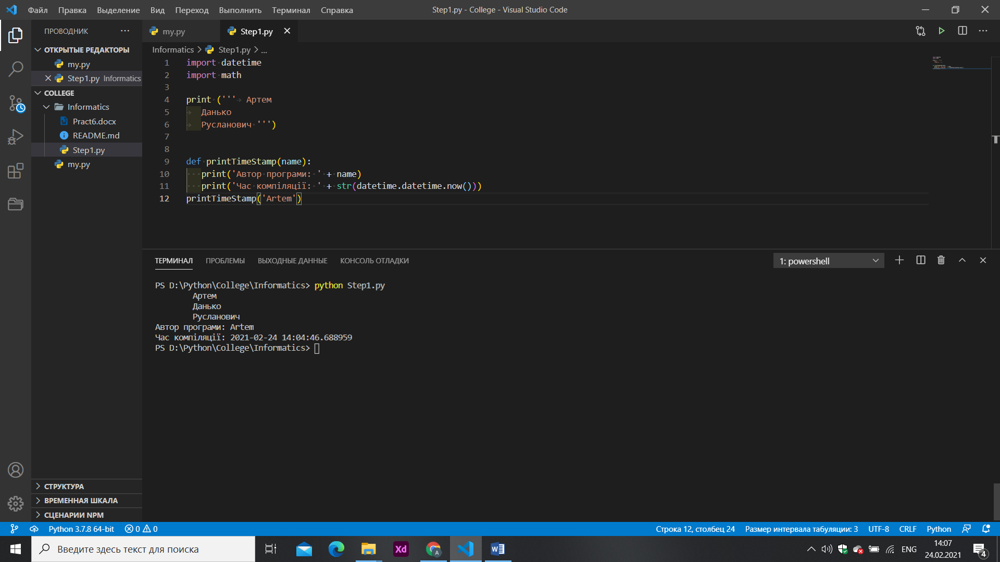 Файл Правка Выделение Вид Переход Выполнить Терминал Справка
Step1.py - College - Visual Studio Code
ПРОВОДНИК
ОТКРЫТЫЕ РЕДАКТОРЫ
my.py
Step1.py Informatics
COLLEGE
Informatics
Pract6.docx
README.md
Step1.py
my.py
СТРУКТУРА
ВРЕМЕННАЯ ШКАЛА
СЦЕНАРИИ NPM
my.py Step1.py
Informatics > Step1.py > ...
1 import datetime
2 import math
3
4 print (''' Артем
5 Данько
6 Русланович ''')
7
8
9 def printTimeStamp(name):
10 print('Автор програми: ' + name)
11 print('Час компіляції: ' + str(datetime.datetime.now()))
12 printTimeStamp('Artem')
ТЕРМИНАЛ ПРОБЛЕМЫ ВЫХОДНЫЕ ДАННЫЕ КОНСОЛЬ ОТЛАДКИ
1: powershell
PS D:\Python\College\Informatics> python Step1.py
Артем
Данько
Русланович
Автор програми: Artem
Час компіляції: 2021-02-24 14:04:46.688959
PS D:\Python\College\Informatics>
Python 3.7.8 64-bit 0 0
Строка 12, столбец 24 Размер интервала табуляции: 3 UTF-8 CRLF Python
Введите здесь текст для поиска
Xd
A
W
ENG
14:07
24.02.2021
4